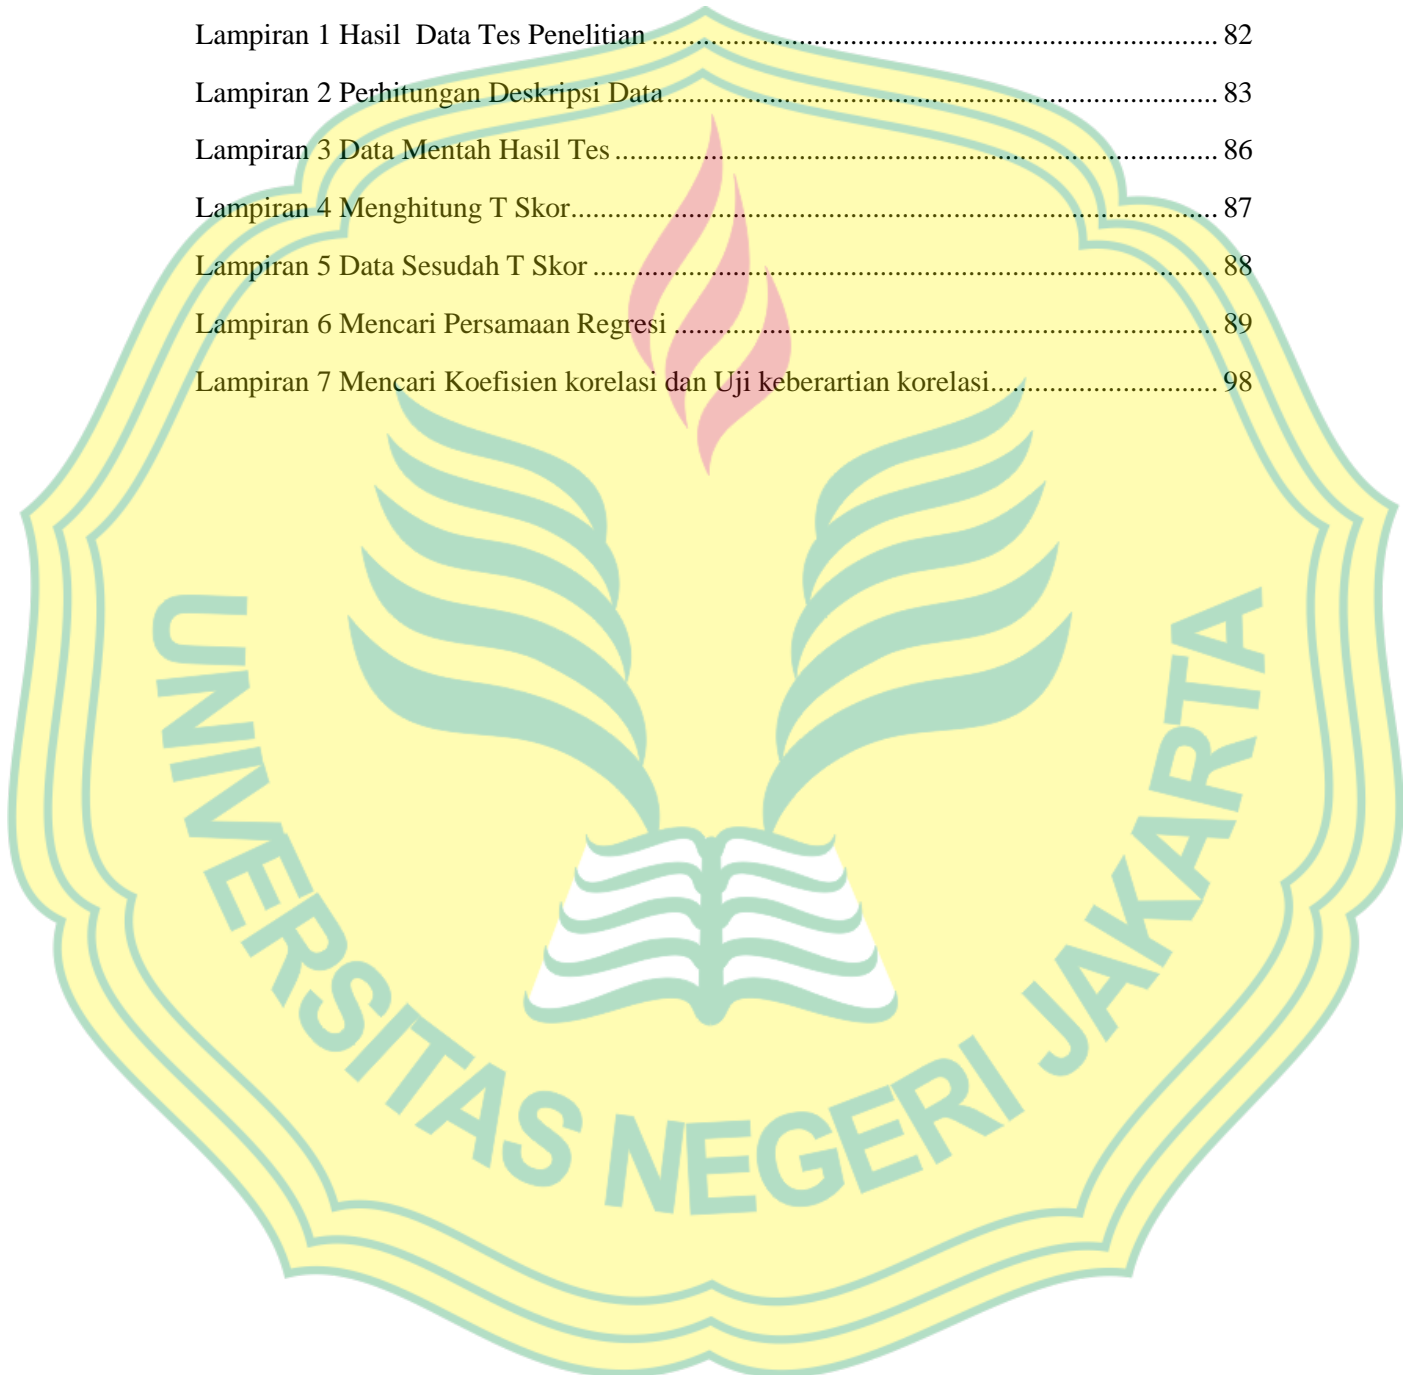 Lampiran 1 Hasil  Data Tes Penelitian ............................................................................ 82
Lampiran 2 Perhitungan Deskripsi Data.......................................................................... 83
Lampiran 3 Data Mentah Hasil Tes ................................................................................. 86
Lampiran 4 Menghitung T Skor....................................................................................... 87
Lampiran 5 Data Sesudah T Skor .................................................................................... 88
Lampiran 6 Mencari Persamaan Regresi ......................................................................... 89
Lampiran 7 Mencari Koefisien korelasi dan Uji keberartian korelasi............................... 98
UNIVERSITAS NEGERI JAKARTA